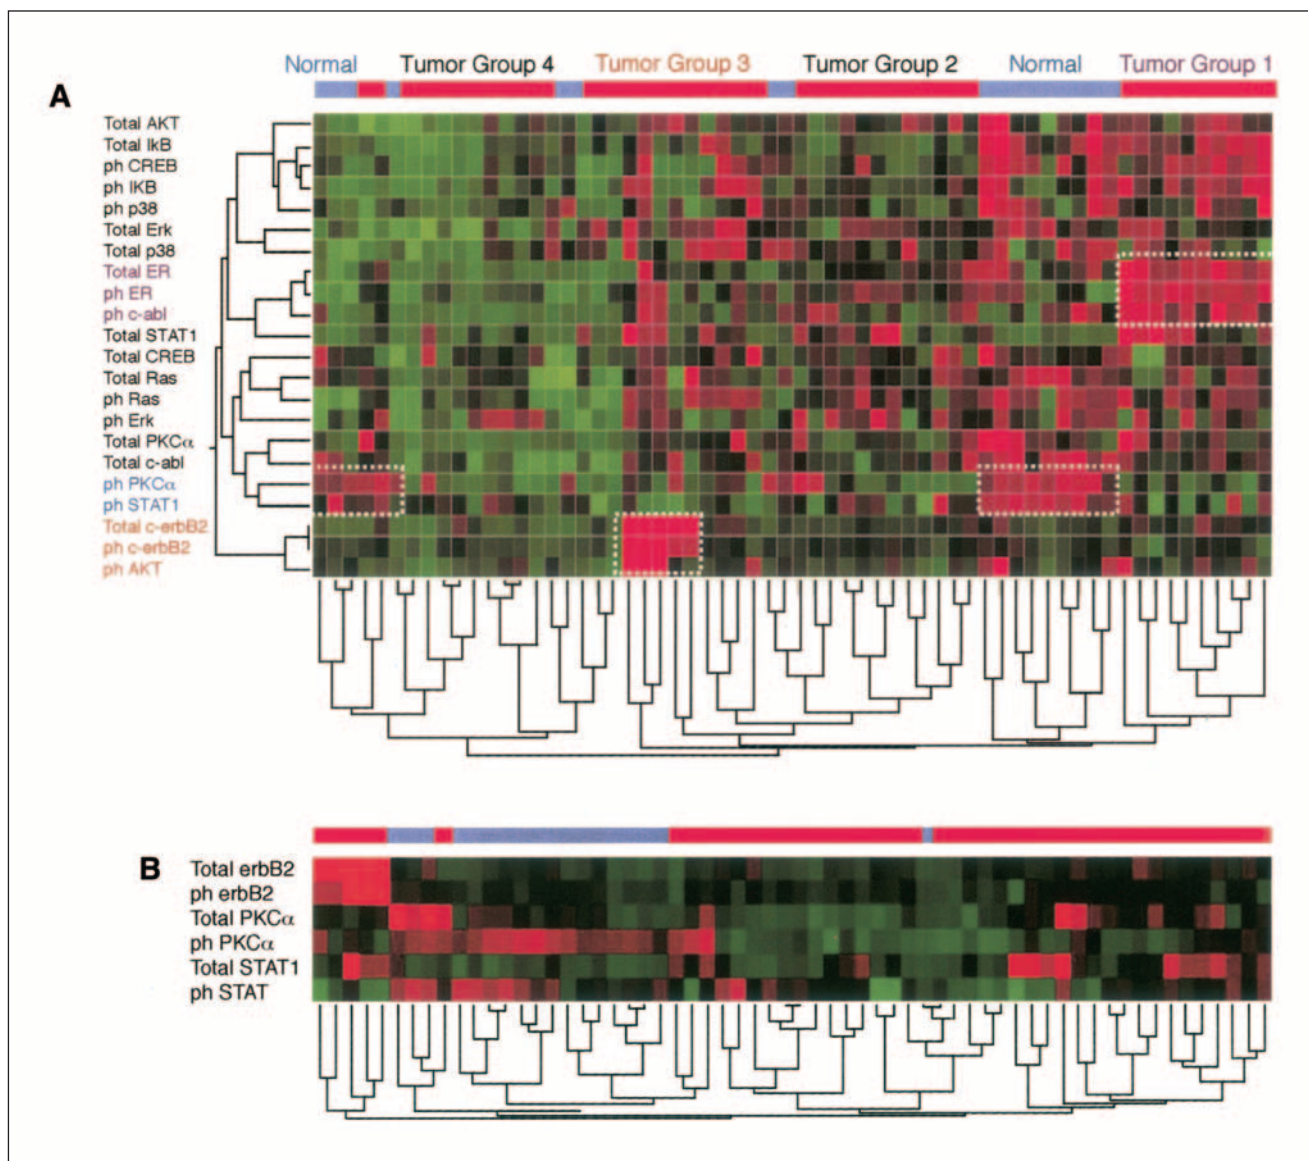 Normal Tumor Group 4 Tumor Group 3 Tumor Group 2 Normal Tumor Group 1
A
Total AKT
Total IkB
ph CREB
ph IKB
ph p38
Total Erk
Total p38
Total ER
ph ER
ph c-abl
Total STAT1
Total CREB
Total Ras
ph Ras
ph Erk
Total PKCα
Total c-abl
ph PKCα
ph STAT1
Total c-erbB2
ph c-erbB2
ph AKT
B
Total erbB2
ph erbB2
Total PKCα
ph PKCα
Total STAT1
ph STAT